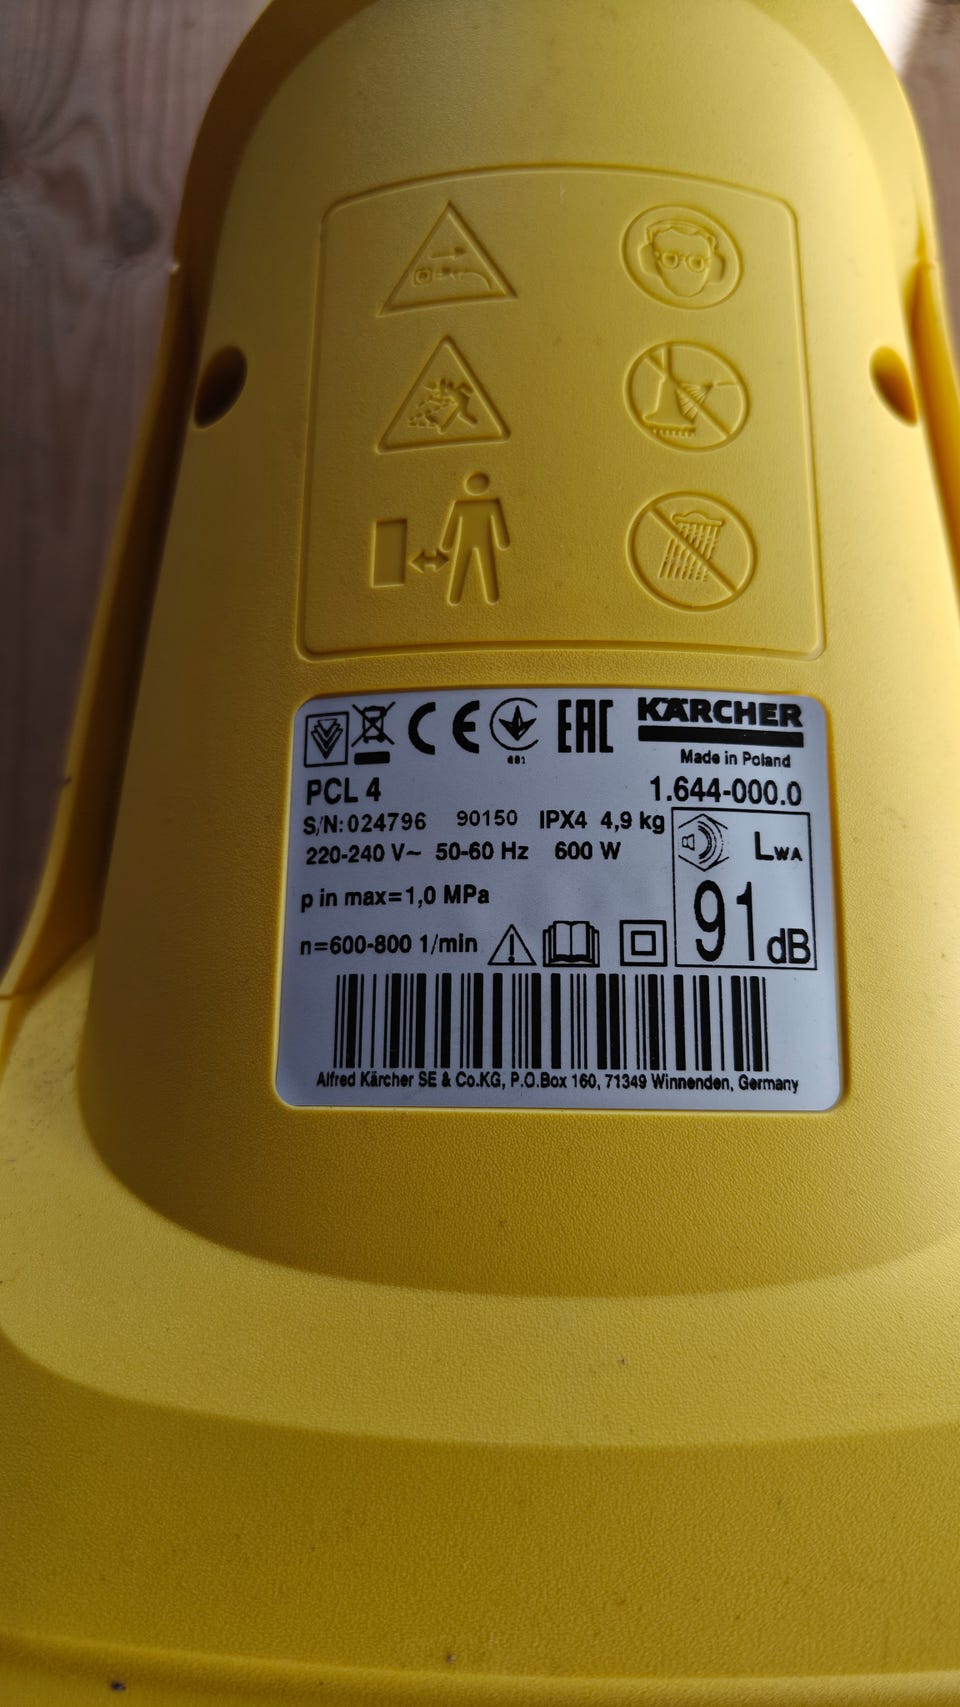 CE EAC KÄRCHER
681
Made in Poland
PCL 4 1.644-000.0
S/N: 024796 90150 IPX4 4,9 kg
220-240 V~ 50-60 Hz 600 W
LWA
p in max=1,0 MPa
91 dB
n=600-800 1/min
Alfred Kärcher SE & Co.KG, P.O.Box 160, 71349 Winnenden, Germany